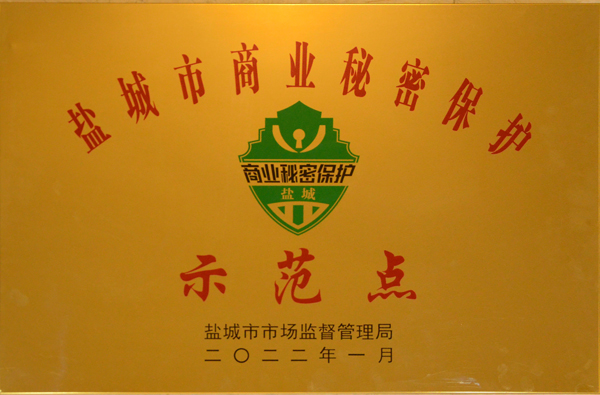 盐城市商业秘密保护
商业秘密保护
盐城
示范点
盐城市市场监督管理局
二〇二二年一月